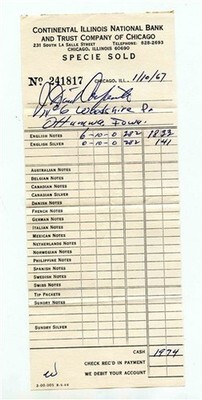 CONTINENTAL ILLINOIS NATIONAL BANK
AND TRUST COMPANY OF CHICAGO
231 SOUTH LA SALLE STREET TELEPHONE: 828-2693
CHICAGO, ILLINOIS 60690
SPECIE SOLD
No 241817 CHICAGO, ILL. 1/10/67
Iowa.
ENGLISH NOTES 6-10-0 282 1833
ENGLISH SILVER 0-10-0 282 141
AUSTRALIAN NOTES
BELGIAN NOTES
CANADIAN NOTES
CANADIAN SILVER
DANISH NOTES
FRENCH NOTES
GERMAN NOTES
ITALIAN NOTES
MEXICAN NOTES
NETHERLANDS NOTES
NORWEGIAN NOTES
PHILIPPINE NOTES
SPANISH NOTES
SWEDISH NOTES
SWISS NOTES
TIP PACKETS
SUNDRY NOTES
SUNDRY SILVER
CASH 1974
CHECK REC'D IN PAYMENT
WE DEBIT YOUR ACCOUNT